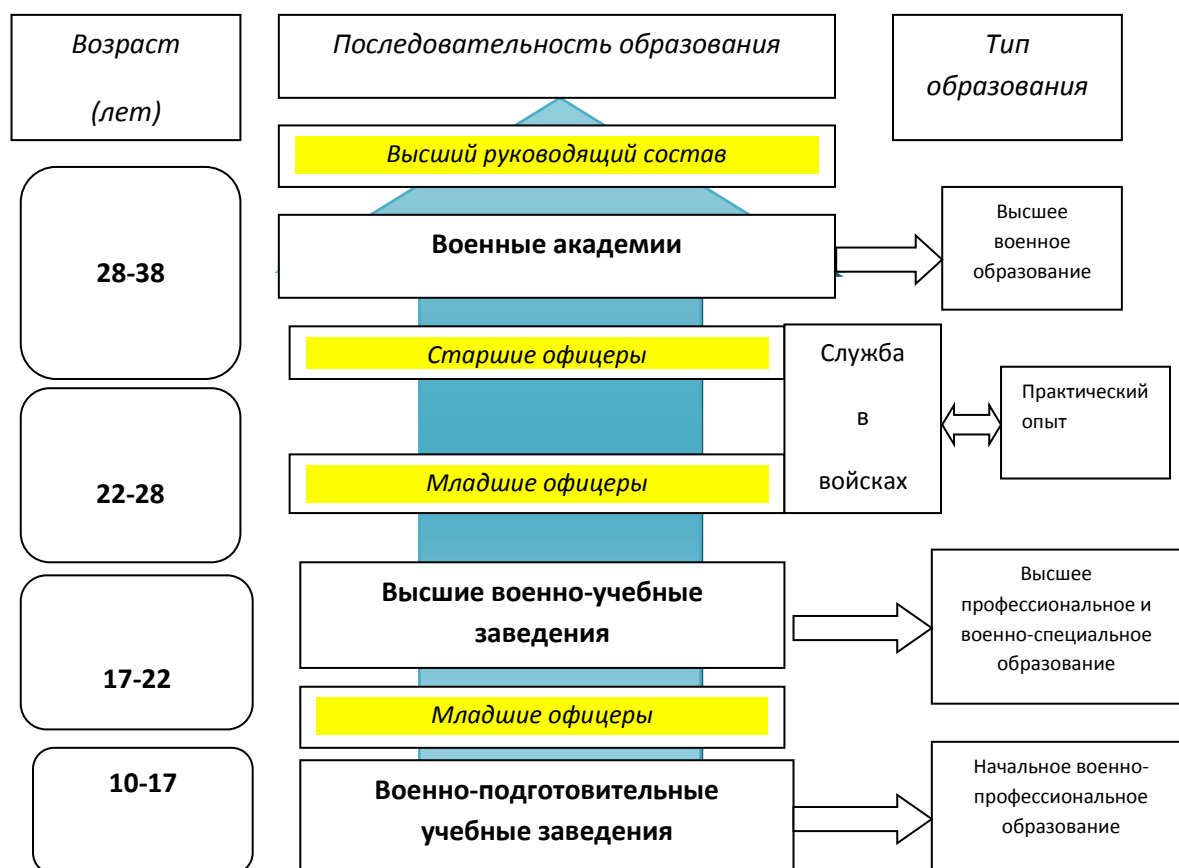 Возраст
(лет)
Последовательность образования
Тип
образования
Высший руководящий состав
28-38
Военные академии
Высшее
военное
образование
Старшие офицеры
Служба
в
войсках
Практический
опыт
22-28
Младшие офицеры
17-22
Высшие военно-учебные
заведения
Высшее
профессиональное и
военно-специальное
образование
Младшие офицеры
10-17
Военно-подготовительные
учебные заведения
Начальное военно-
профессиональное
образование